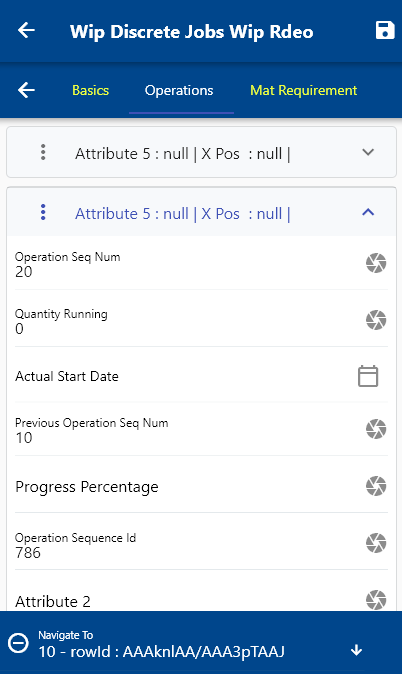 Wip Discrete Jobs Wip Rdeo
Basics Operations Mat Requirement
Attribute 5 : null | X Pos : null |
Attribute 5 : null | X Pos : null |
Operation Seq Num
20
Quantity Running
0
Actual Start Date
Previous Operation Seq Num
10
Progress Percentage
Operation Sequence Id
786
Attribute 2
Navigate To
10 - rowId : AAAknlAA/AAA3pTAAJ